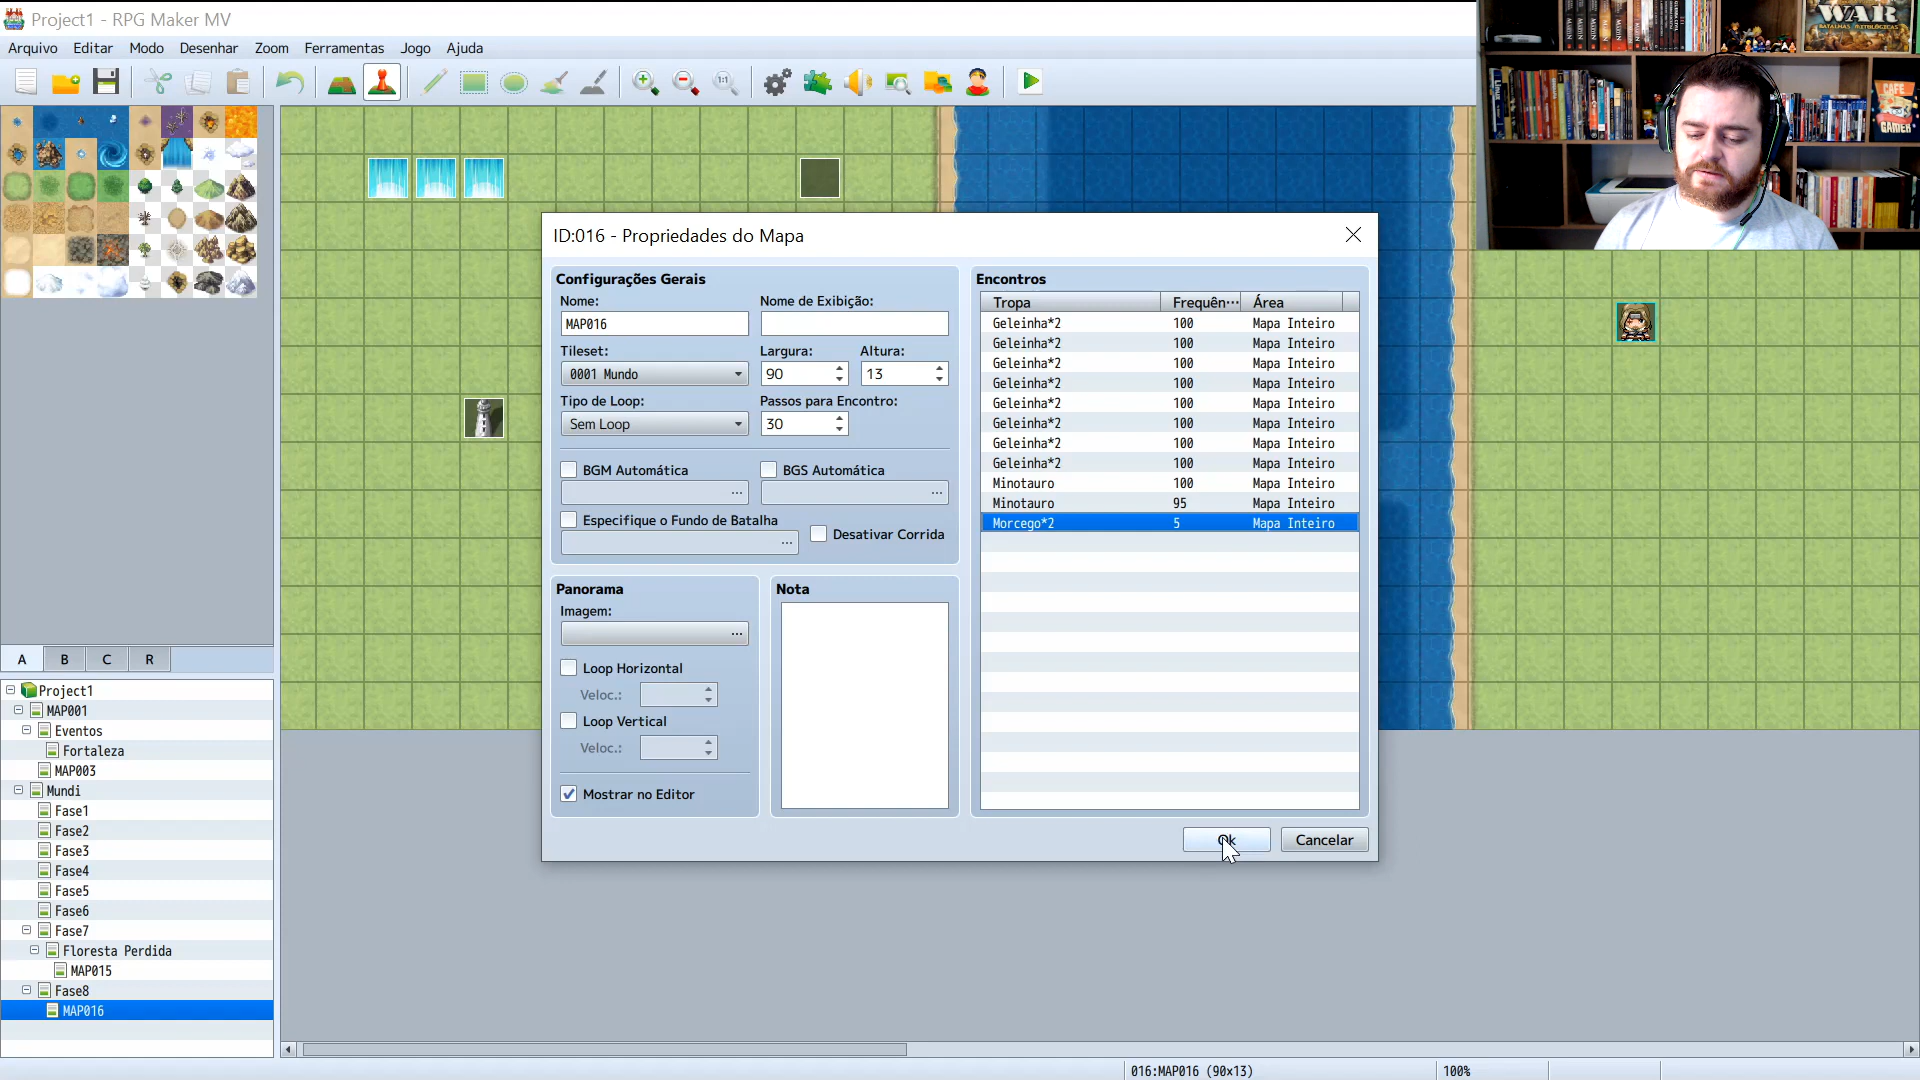 Project1 - RPG Maker MV
Arquivo Editar Modo Desenhar Zoom Ferramentas Jogo Ajuda
1:1
WAR
CAFE
GAMER
ID:016 - Propriedades do Mapa
Configurações Gerais
Nome: Nome de Exibição:
MAP016
Tileset: Largura: Altura:
0001 Mundo 90 13
Tipo de Loop: Passos para Encontro:
Sem Loop 30
BGM Automática BGS Automática
... ...
Especifique o Fundo de Batalha
Desativar Corrida
...
Panorama
Imagem:
...
Loop Horizontal
Veloc.:
Loop Vertical
Veloc.:
Mostrar no Editor
Nota
Encontros
Tropa Frequên··· Área
Geleinha*2 100 Mapa Inteiro
Geleinha*2 100 Mapa Inteiro
Geleinha*2 100 Mapa Inteiro
Geleinha*2 100 Mapa Inteiro
Geleinha*2 100 Mapa Inteiro
Geleinha*2 100 Mapa Inteiro
Geleinha*2 100 Mapa Inteiro
Geleinha*2 100 Mapa Inteiro
Minotauro 100 Mapa Inteiro
Minotauro 95 Mapa Inteiro
Morcego*2 5 Mapa Inteiro
Ok Cancelar
A B C R
Project1
MAP001
Eventos
Fortaleza
MAP003
Mundi
Fase1
Fase2
Fase3
Fase4
Fase5
Fase6
Fase7
Floresta Perdida
MAP015
Fase8
MAP016
016:MAP016 (90x13) 100%